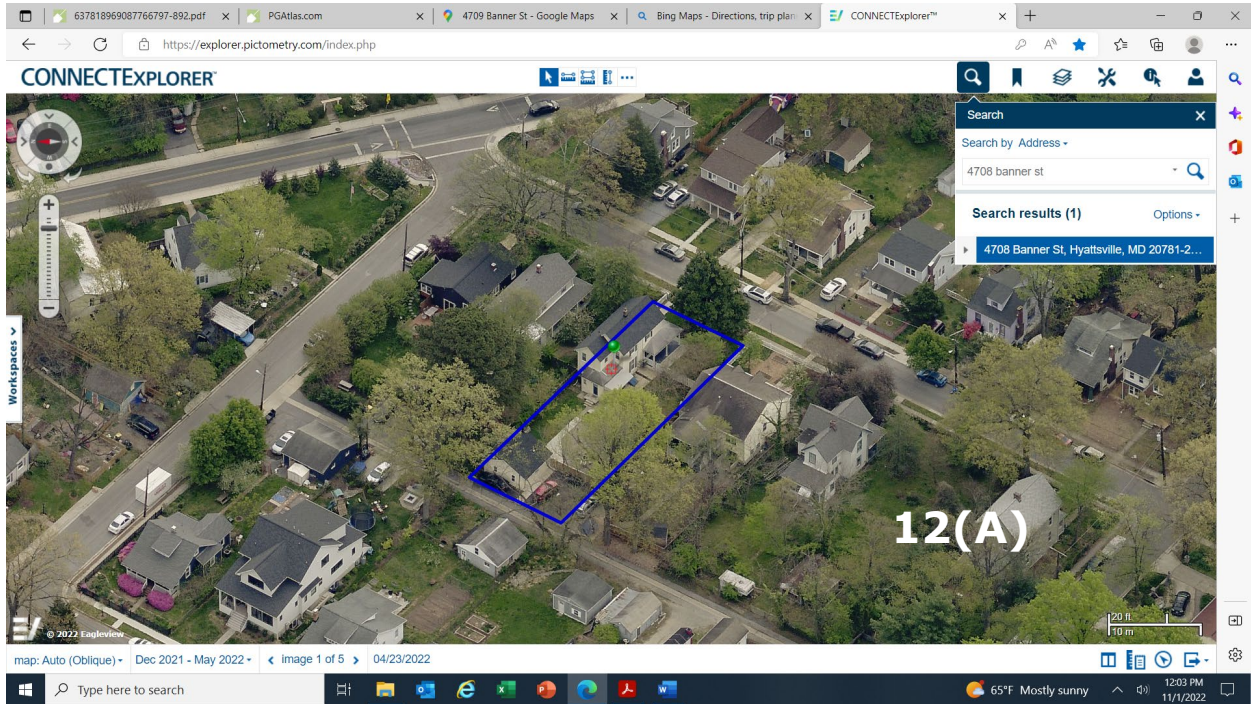 637818969087766797-892.pdf
PGAtlas.com
4709 Banner St - Google Maps
Bing Maps - Directions, trip plan
CONNECTExplorer™
https://explorer.pictometry.com/index.php
CONNECTEXPLORER™
Search
Search by Address
4708 banner st
Search results (1)
Options
4708 Banner St, Hyattsville, MD 20781-2...
Workspaces
12(A)
20 ft
10 m
© 2022 Eagleview
map: Auto (Oblique)
Dec 2021 - May 2022
image 1 of 5
04/23/2022
Type here to search
65°F Mostly sunny
12:03 PM
11/1/2022